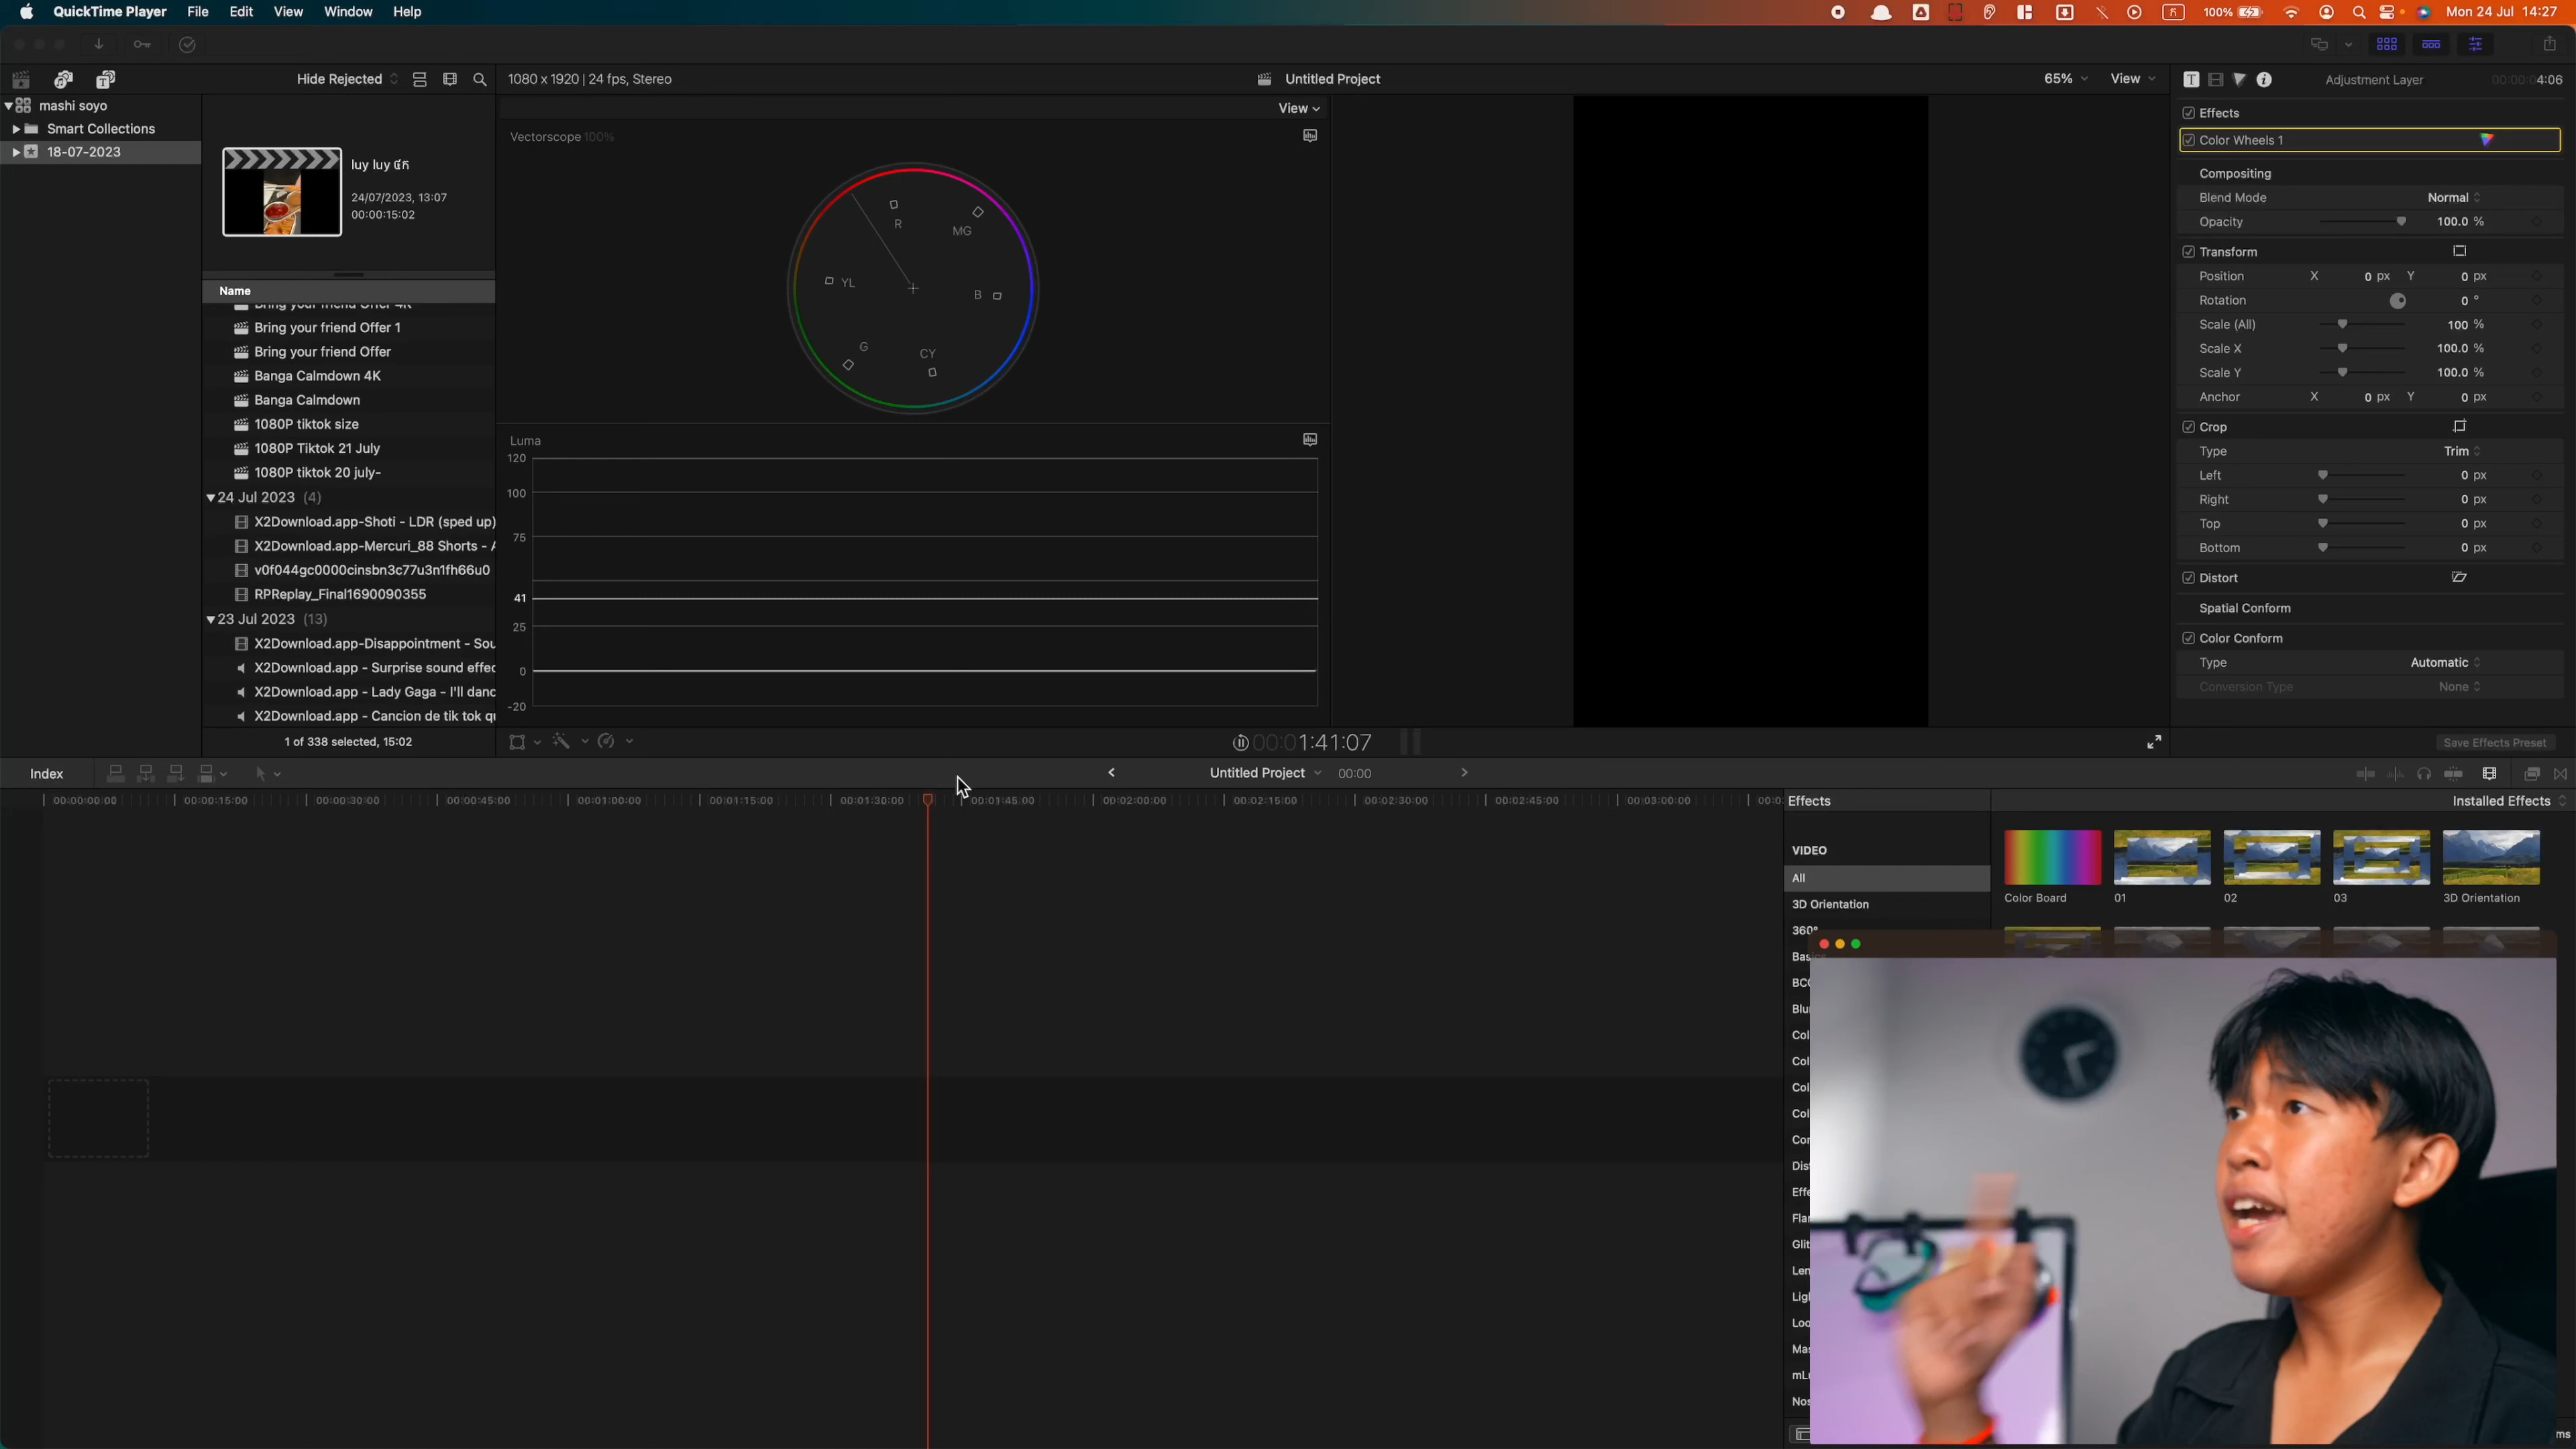 QuickTime Player File Edit View Window Help
100% Mon 24 Jul 14:27
Hide Rejected
1080 x 1920 | 24 fps, Stereo
Untitled Project
65% View
Adjustment Layer
4:06
mashi soyo
Smart Collections
18-07-2023
24/07/2023, 13:07
00:00:15:02
Name
Bring your friend Offer 4K
Bring your friend Offer 1
Bring your friend Offer
Banga Calmdown 4K
Banga Calmdown
1080P tiktok size
1080P Tiktok 21 July
1080P tiktok 20 july-
24 Jul 2023 (4)
X2Download.app-Shoti - LDR (sped up)
X2Download.app-Mercuri_88 Shorts - A
v0f044gc0000cinsbn3c77u3n1fh66u0
RPReplay_Final1690090355
23 Jul 2023 (13)
X2Download.app-Disappointment - Sou
X2Download.app - Surprise sound effec
X2Download.app - Lady Gaga - I'll danc
X2Download.app - Cancion de tik tok qu
1 of 338 selected, 15:02
View
Vectorscope 100%
R
MG
YL
B
G
CY
Luma
120
100
75
41
25
0
-20
Effects
Color Wheels 1
Compositing
Blend Mode Normal
Opacity 100.0 %
Transform
Position X 0 px Y 0 px
Rotation 0 °
Scale (All) 100 %
Scale X 100.0 %
Scale Y 100.0 %
Anchor X 0 px Y 0 px
Crop
Type Trim
Left 0 px
Right 0 px
Top 0 px
Bottom 0 px
Distort
Spatial Conform
Color Conform
Type Automatic
Conversion Type None
Save Effects Preset
00:001:41:07
Index
Untitled Project 00:00
00:00:00:00 00:00:15:00 00:00:30:00 00:00:45:00 00:01:00:00 00:01:15:00 00:01:30:00 00:01:45:00 00:02:00:00 00:02:15:00 00:02:30:00 00:02:45:00 00:03:00:00
Effects
Installed Effects
VIDEO
All
3D Orientation
360°
Color Board 01 02 03 3D Orientation